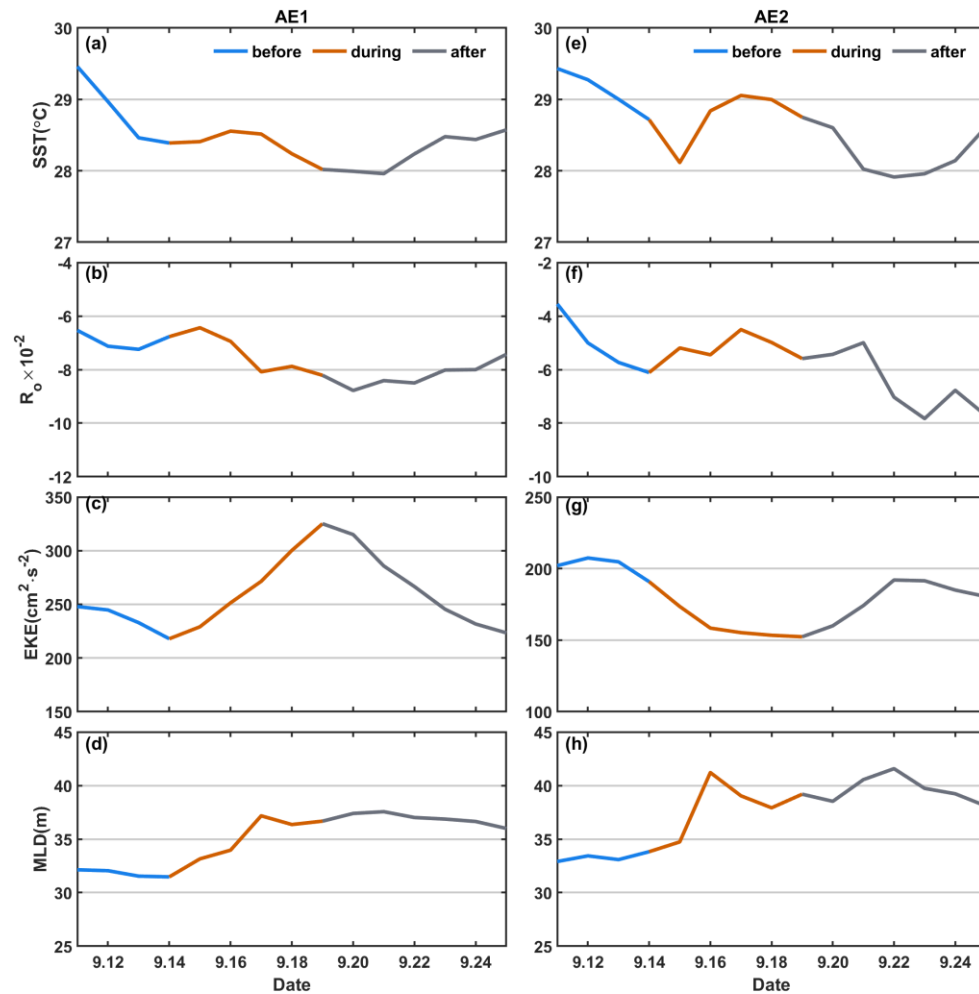 AE1
(a)
before
during
after
30
29
28
27
SST(°C)
AE2
(e)
before
during
after
30
29
28
27
(b)
-4
-6
-8
-10
-12
R_o×10^-2
(f)
-2
-4
-6
-8
-10
(c)
350
300
250
200
150
EKE(cm^2·s^-2)
(g)
250
200
150
100
(d)
45
40
35
30
25
MLD(m)
9.12 9.14 9.16 9.18 9.20 9.22 9.24
Date
(h)
45
40
35
30
25
9.12 9.14 9.16 9.18 9.20 9.22 9.24
Date